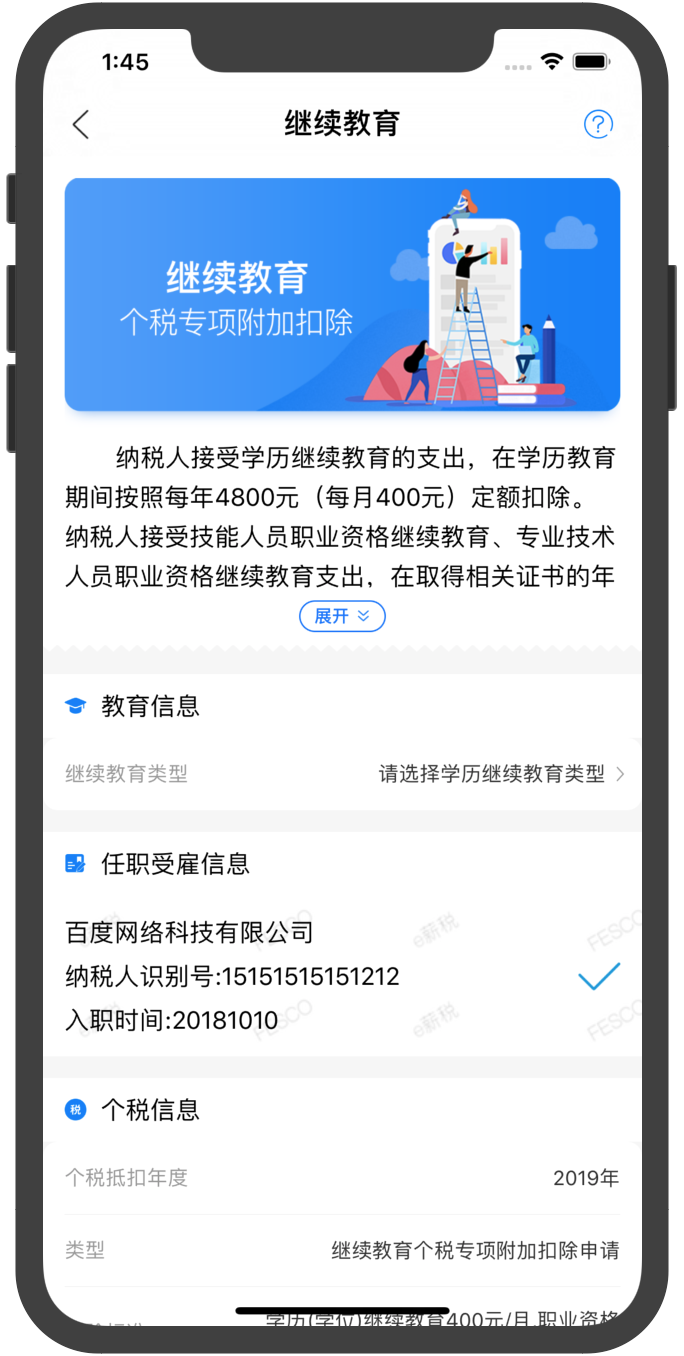 1:45
继续教育
继续教育
个税专项附加扣除
纳税人接受学历继续教育的支出，在学历教育
期间按照每年4800元（每月400元）定额扣除。
纳税人接受技能人员职业资格继续教育、专业技术
人员职业资格继续教育支出，在取得相关证书的年
展开
教育信息
继续教育类型 请选择学历继续教育类型
任职受雇信息
百度网络科技有限公司
纳税人识别号:15151515151212
入职时间:20181010
e薪税 FESCO
e薪税 FESCO
税 个税信息
个税抵扣年度 2019年
类型 继续教育个税专项附加扣除申请
学历(学位)继续教育400元/月,职业资格